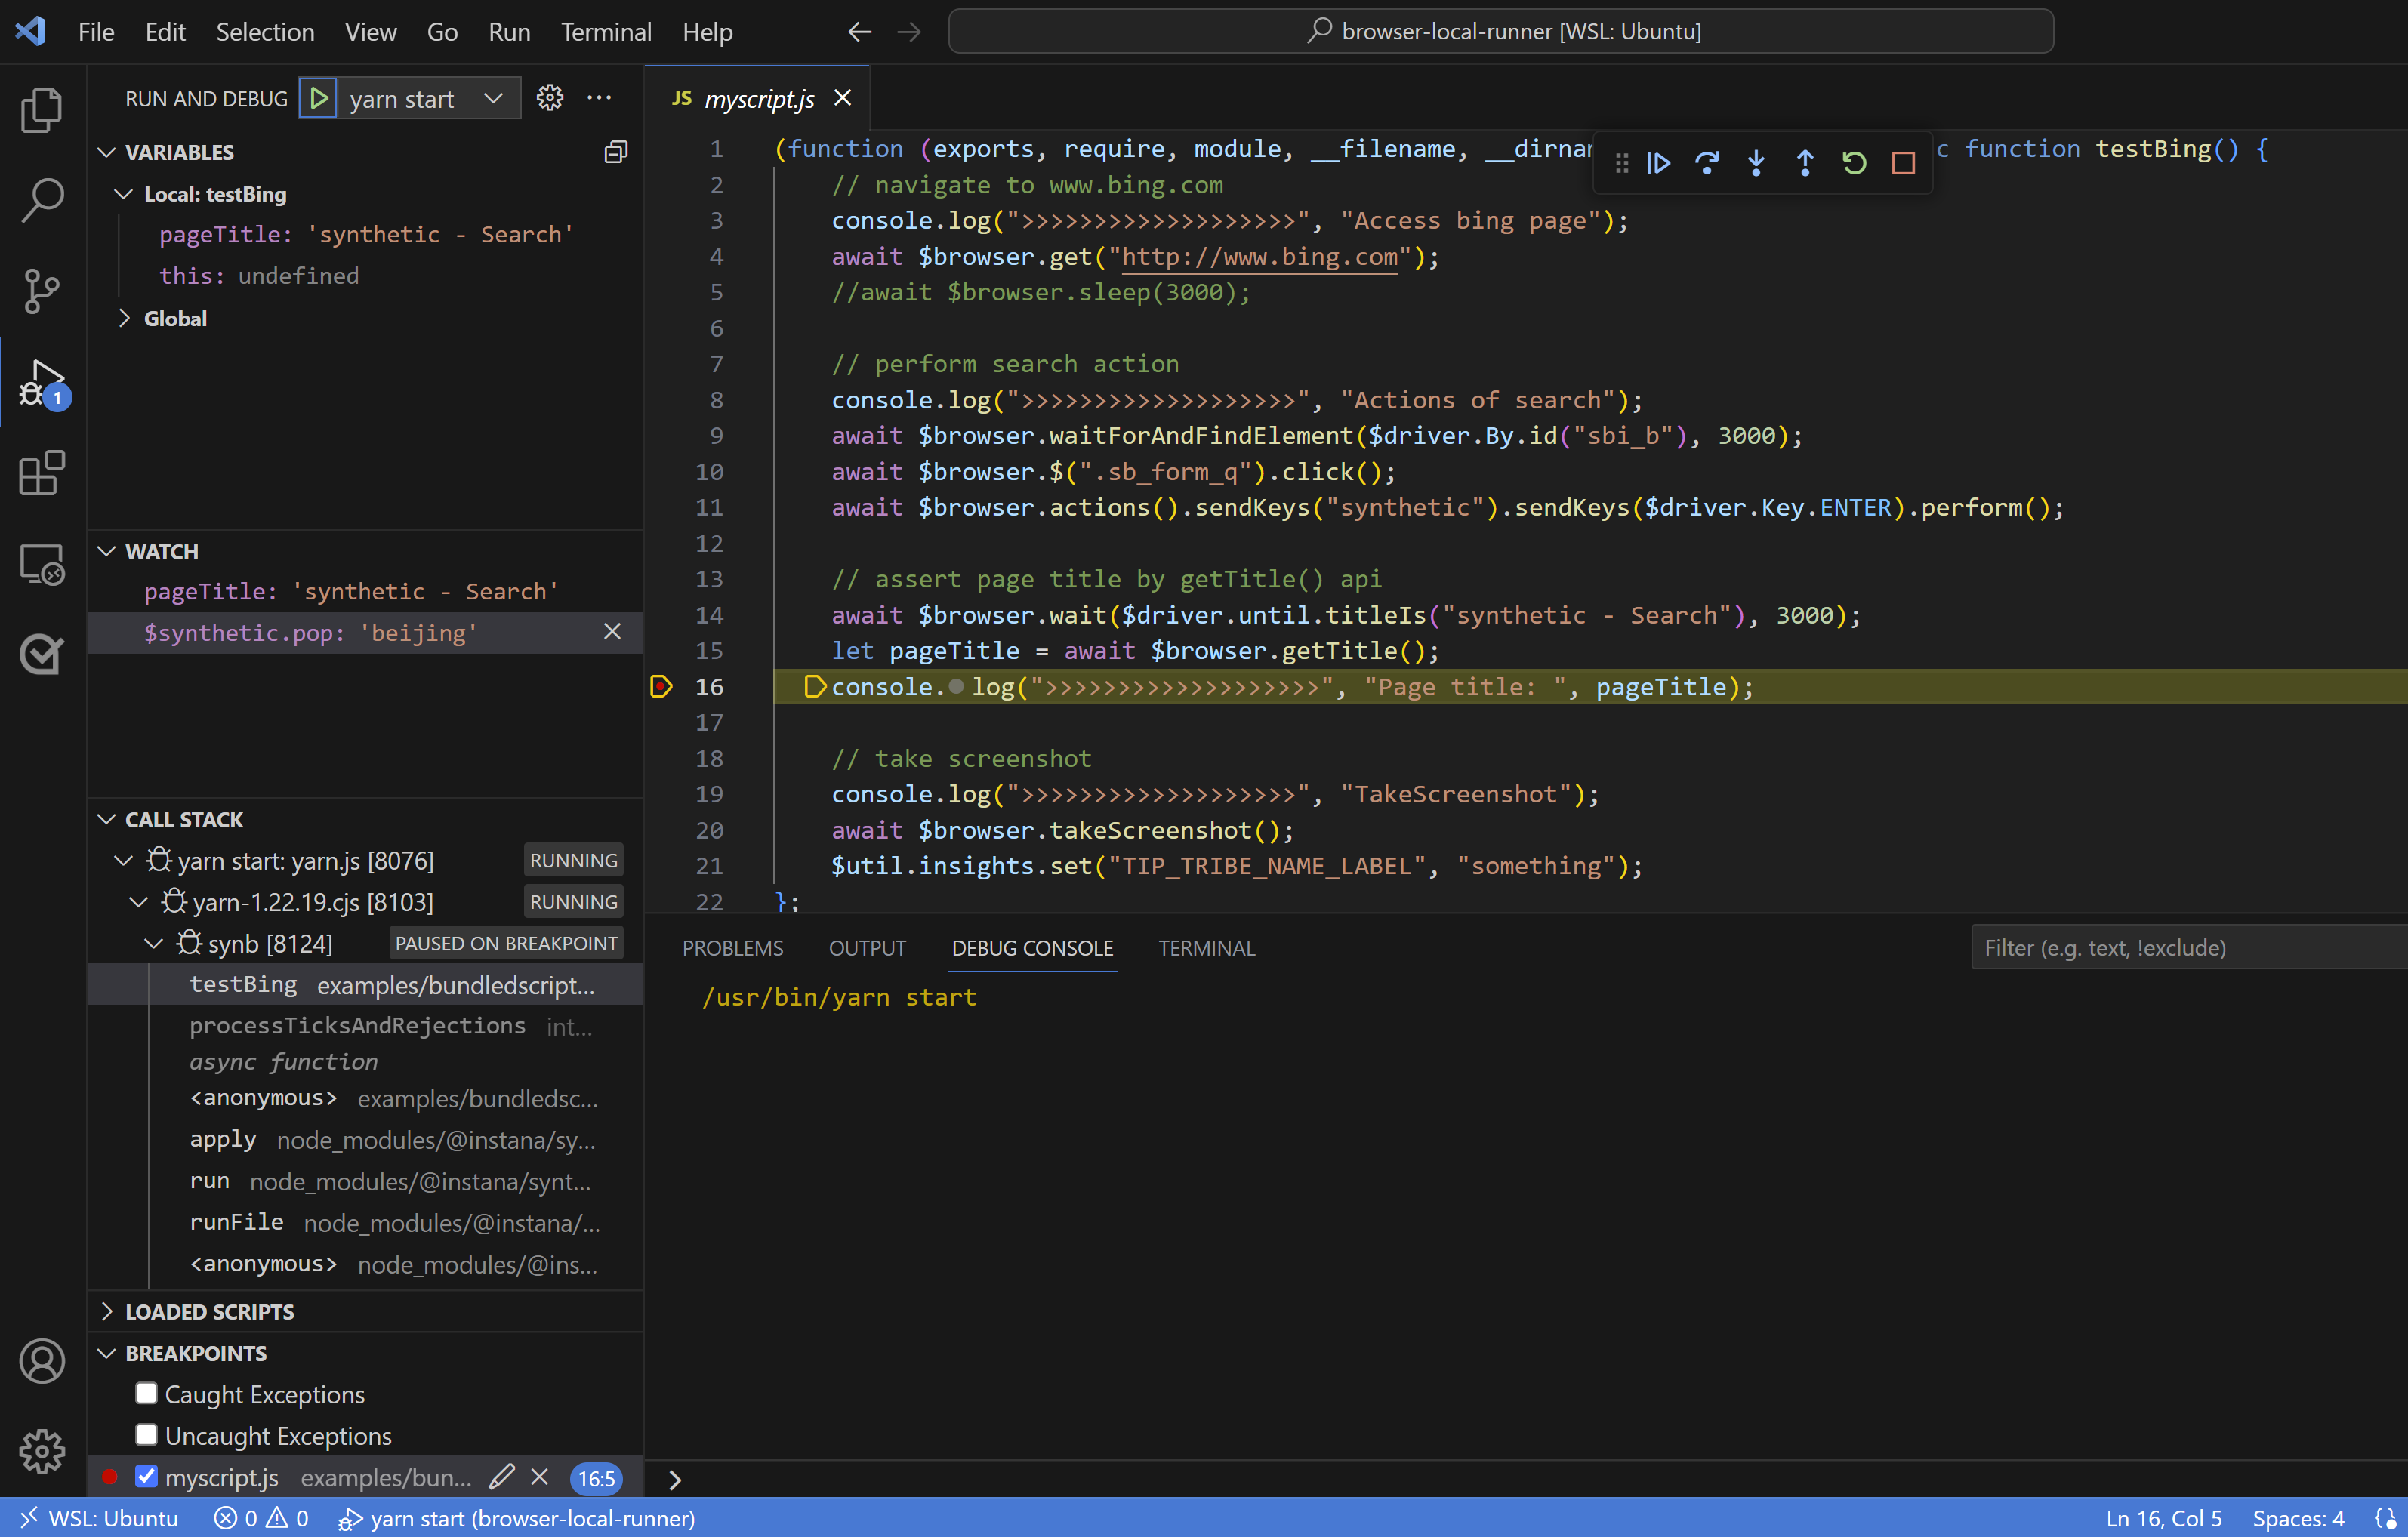 File Edit Selection View Go Run Terminal Help
browser-local-runner [WSL: Ubuntu]
RUN AND DEBUG yarn start ...
VARIABLES
Local: testBing
pageTitle: 'synthetic - Search'
this: undefined
Global
1
WATCH
pageTitle: 'synthetic - Search'
$synthetic.pop: 'beijing'
CALL STACK
yarn start: yarn.js [8076] RUNNING
yarn-1.22.19.cjs [8103] RUNNING
synb [8124] PAUSED ON BREAKPOINT
testBing examples/bundledscript...
processTicksAndRejections int...
async function
<anonymous> examples/bundledsc...
apply node_modules/@instana/sy...
run node_modules/@instana/synt...
runFile node_modules/@instana/...
<anonymous> node_modules/@ins...
LOADED SCRIPTS
BREAKPOINTS
Caught Exceptions
Uncaught Exceptions
myscript.js examples/bun... 16:5
JS myscript.js
1 (function (exports, require, module, __filename, __dirna c function testBing() {
2 // navigate to www.bing.com
3 console.log(">>>>>>>>>>>>>>>>>>>", "Access bing page");
4 await $browser.get("http://www.bing.com");
5 //await $browser.sleep(3000);
6
7 // perform search action
8 console.log(">>>>>>>>>>>>>>>>>>>", "Actions of search");
9 await $browser.waitForAndFindElement($driver.By.id("sbi_b"), 3000);
10 await $browser.$(".sb_form_q").click();
11 await $browser.actions().sendKeys("synthetic").sendKeys($driver.Key.ENTER).perform();
12
13 // assert page title by getTitle() api
14 await $browser.wait($driver.until.titleIs("synthetic - Search"), 3000);
15 let pageTitle = await $browser.getTitle();
16 console.log(">>>>>>>>>>>>>>>>>>>", "Page title: ", pageTitle);
17
18 // take screenshot
19 console.log(">>>>>>>>>>>>>>>>>>>", "TakeScreenshot");
20 await $browser.takeScreenshot();
21 $util.insights.set("TIP_TRIBE_NAME_LABEL", "something");
22 };
PROBLEMS OUTPUT DEBUG CONSOLE TERMINAL Filter (e.g. text, !exclude)
/usr/bin/yarn start
>
WSL: Ubuntu 0 0 yarn start (browser-local-runner) Ln 16, Col 5 Spaces: 4 {}